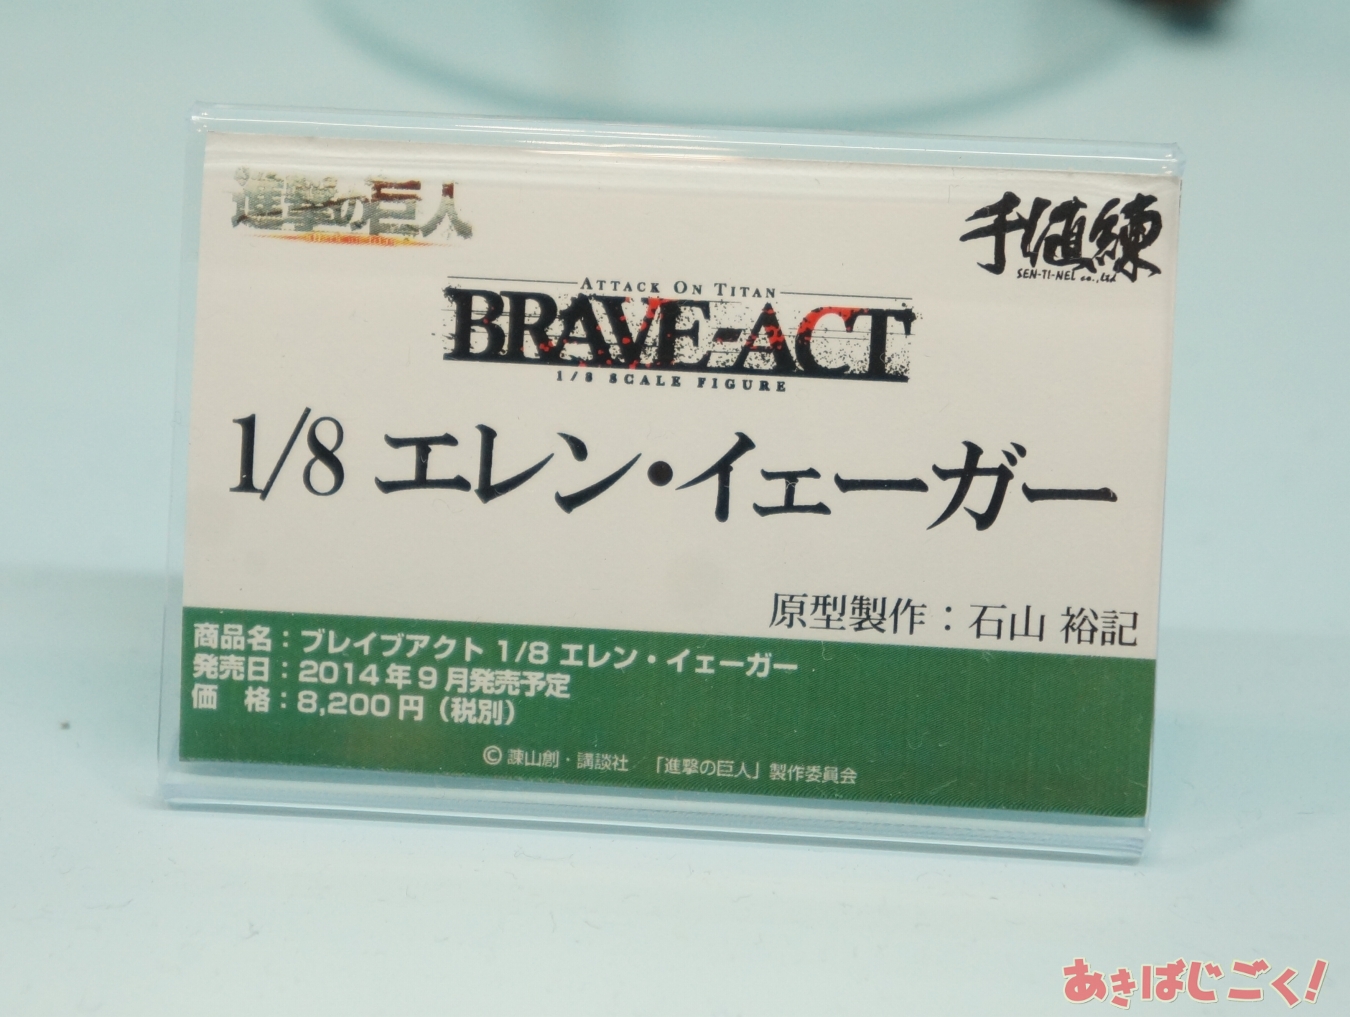 進撃の巨人
千値練
SEN-TI-NEL co.,Ltd
ATTACK ON TITAN
BRAVE-ACT
1/8 SCALE FIGURE
1/8 エレン・イェーガー
原型製作：石山 裕記
商品名：ブレイブアクト 1/8 エレン・イェーガー
発売日：2014年9月発売予定
価　格：8,200円（税別）
© 諫山創・講談社　「進撃の巨人」製作委員会
あきばじごく！